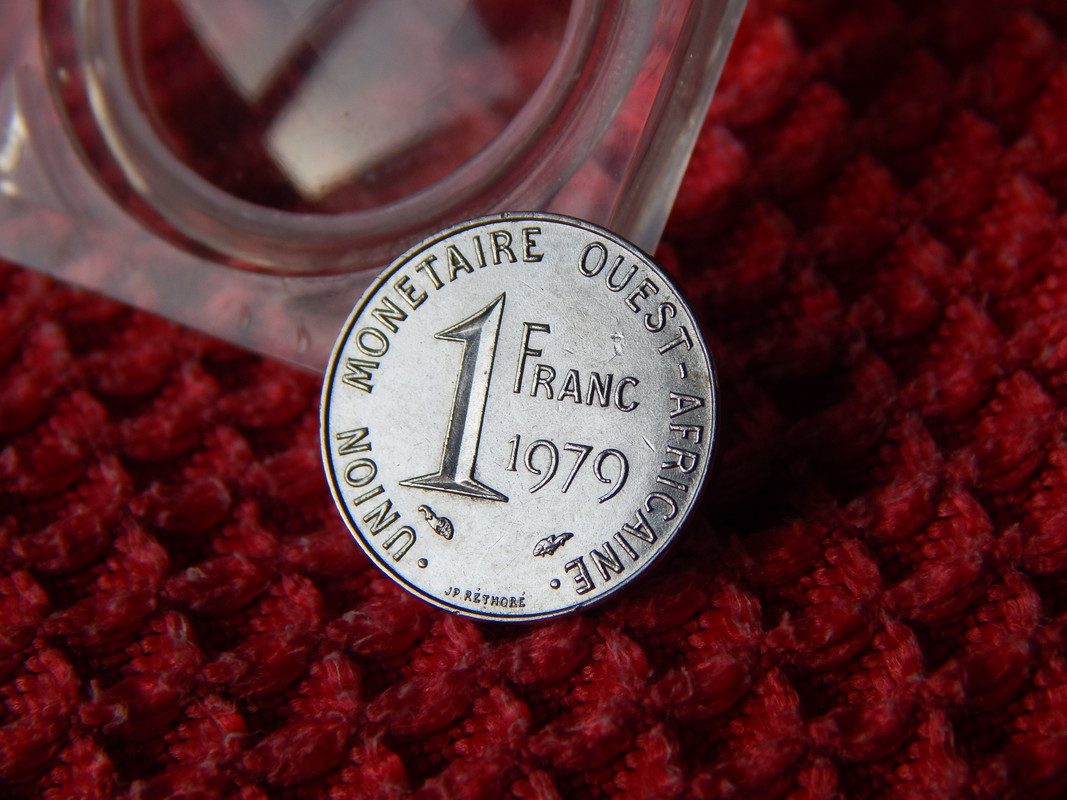 UNION MONETAIRE OUEST-AFRICAINE
1 FRANC
1979
JP.RÉTHORÉ